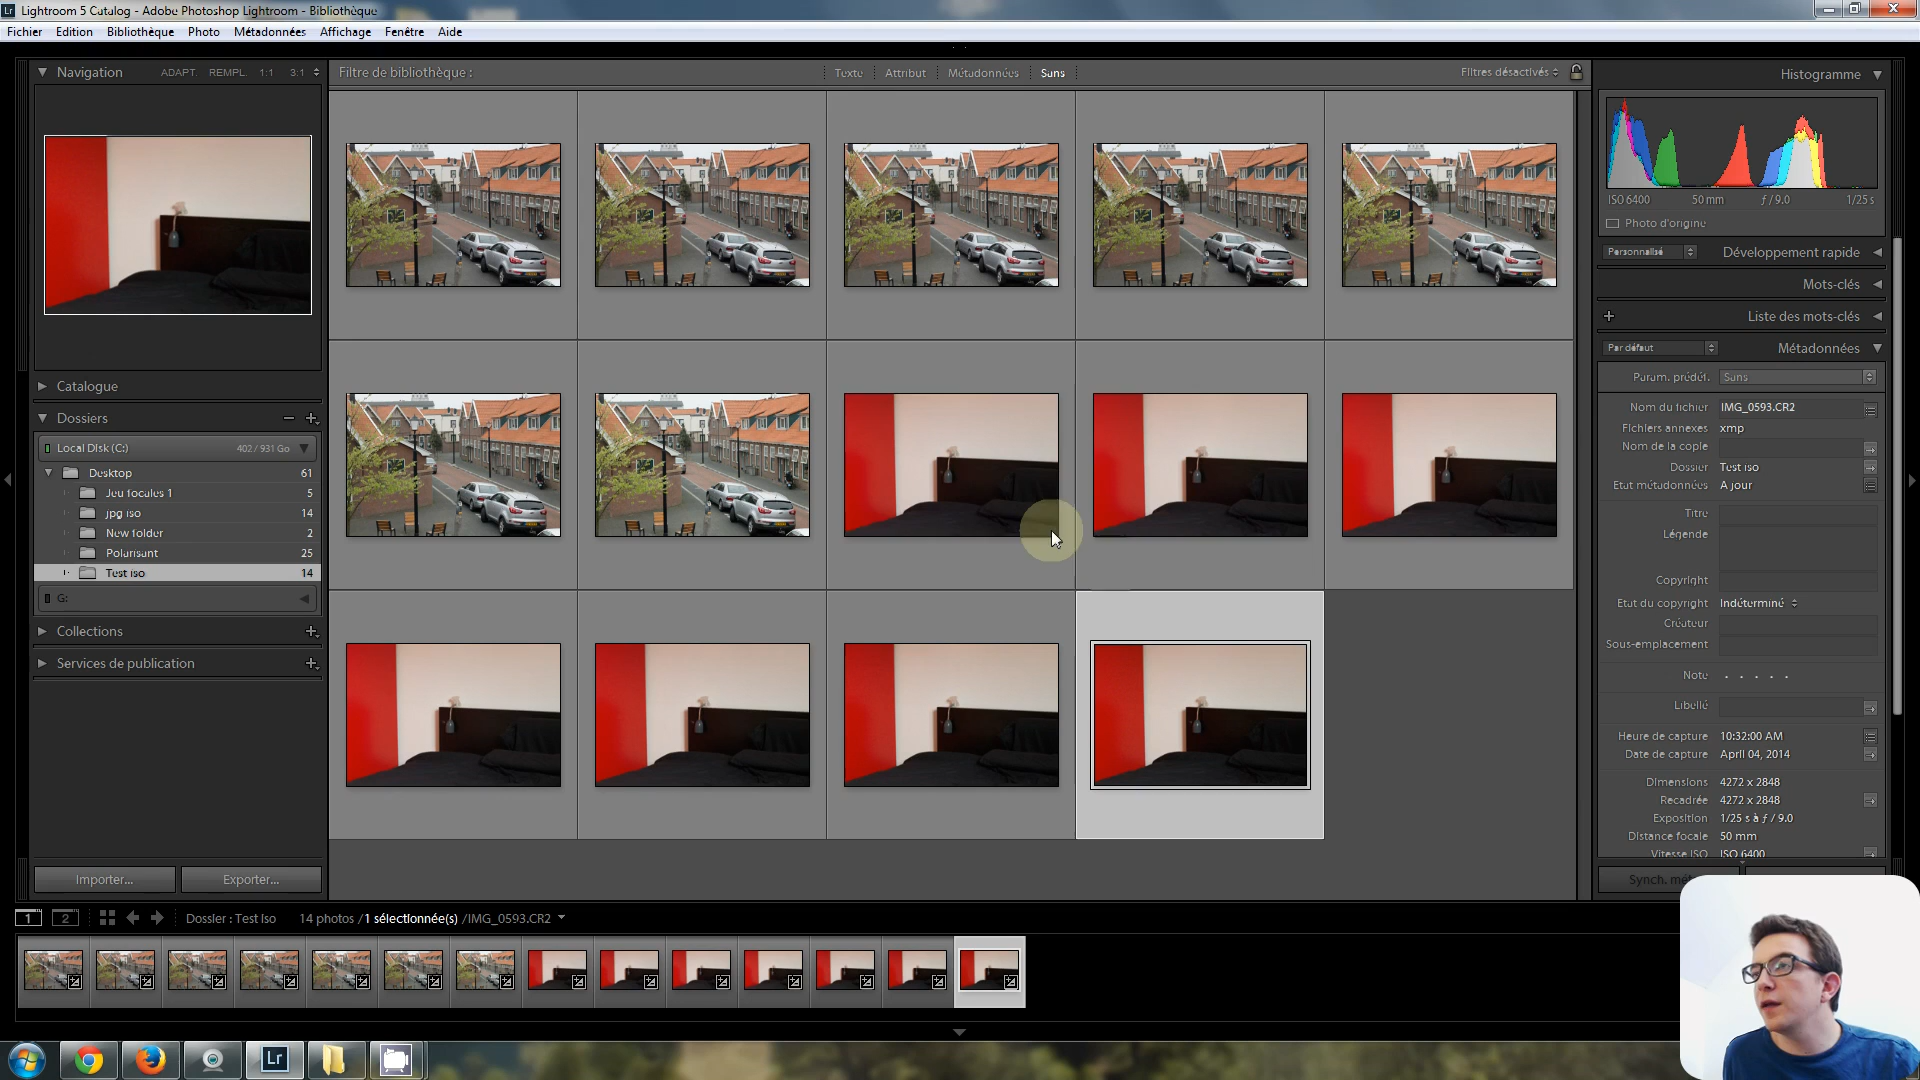 Lightroom 5 Catalog - Adobe Photoshop Lightroom - Bibliothèque
Fichier Edition Bibliothèque Photo Métadonnées Affichage Fenêtre Aide
Navigation ADAPT. REMPL. 1:1 3:1
Filtre de bibliothèque : Texte Attribut Métadonnées Sans Filtres désactivés
Histogramme
ISO 6400 50 mm ƒ / 9.0 1/25 s
Photo d'origine
Personnalisé Développement rapide
Mots-clés
Liste des mots-clés
Par défaut Métadonnées
Param. prédéf. Sans
Nom du fichier IMG_0593.CR2
Fichiers annexes xmp
Nom de la copie
Dossier Test iso
Etat métadonnées A jour
Titre
Légende
Copyright
Etat du copyright Indéterminé
Créateur
Sous-emplacement
Note
Libellé
Heure de capture 10:32:00 AM
Date de capture April 04, 2014
Dimensions 4272 x 2848
Recadrée 4272 x 2848
Exposition 1/25 s à ƒ / 9.0
Distance focale 50 mm
Vitesse ISO ISO 6400
Catalogue
Dossiers
Local Disk (C:) 402 / 931 Go
Desktop 61
Jeu focales 1 5
jpg iso 14
New folder 2
Polarisant 25
Test iso 14
G:
Collections
Services de publication
Importer... Exporter...
1 2 Dossier : Test iso 14 photos / 1 sélectionnée(s) / IMG_0593.CR2
Lr